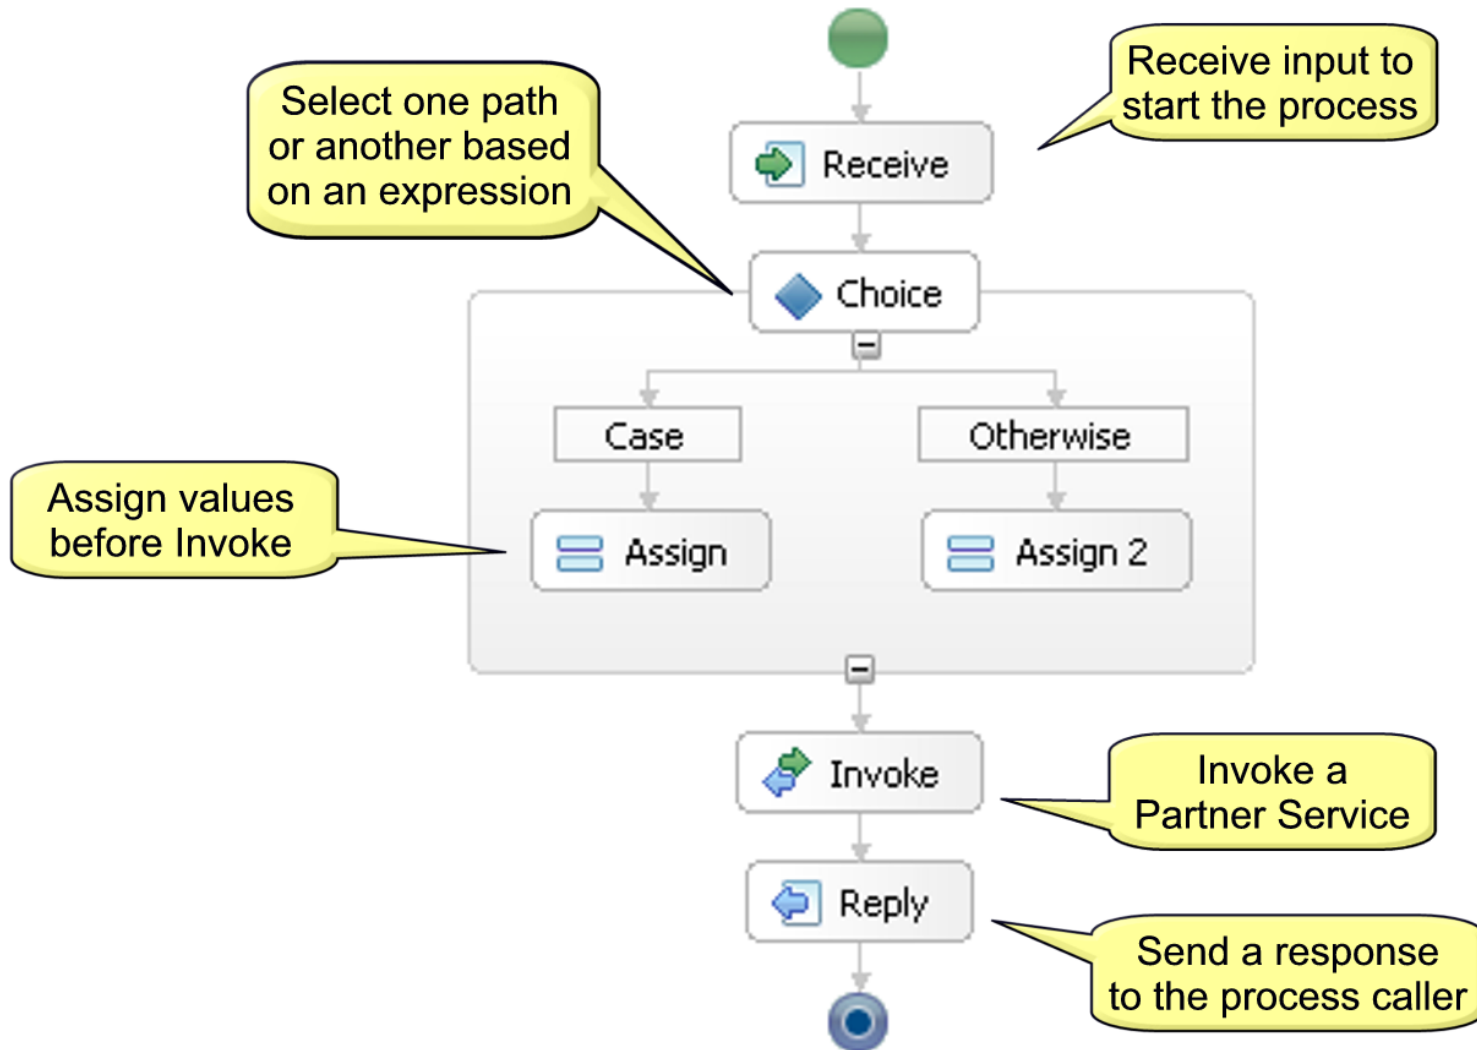 Receive input to
start the process
Select one path
or another based
on an expression
Receive
Choice
Case
Otherwise
Assign values
before Invoke
Assign
Assign 2
Invoke
Invoke a
Partner Service
Reply
Send a response
to the process caller